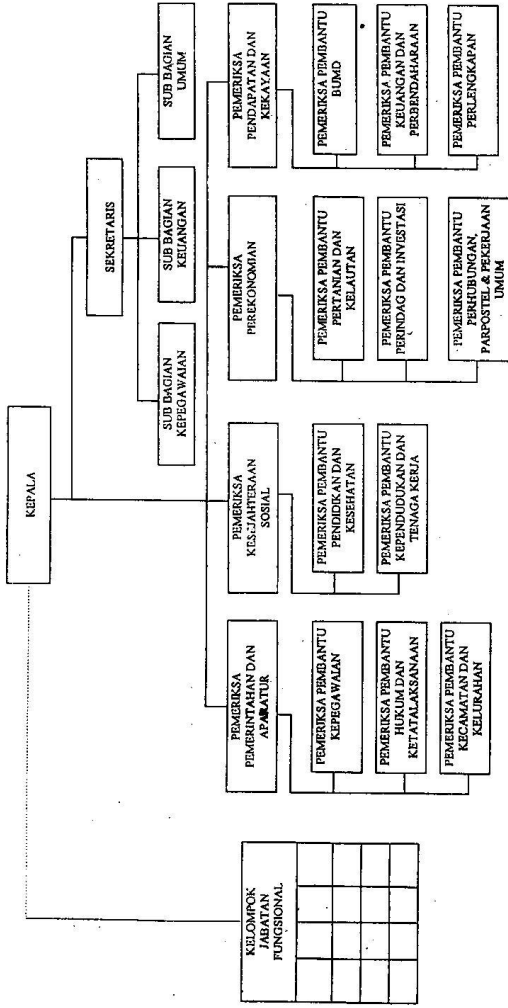 KEPALA
SEKRETARIS
SUB BAGIAN
KEPEGAWAIAN
SUB BAGIAN
KEUANGAN
SUB BAGIAN
UMUM
KELOMPOK
JABATAN
FUNGSIONAL
PEMERIKSA
PEMERINTAHAN DAN
APARATUR
PEMERIKSA
KESEJAHTERAAN
SOSIAL
PEMERIKSA
PEREKONOMIAN
PEMERIKSA
PENDAPATAN DAN
KEKAYAAN
PEMERIKSA PEMBANTU
KEPEGAWAIAN
PEMERIKSA PEMBANTU
HUKUM DAN
KETATALAKSANAAN
PEMERIKSA PEMBANTU
KECAMATAN DAN
KELURAHAN
PEMERIKSA PEMBANTU
PENDIDIKAN DAN
KESEHATAN
PEMERIKSA PEMBANTU
KEPENDUDUKAN DAN
TENAGA KERJA
PEMERIKSA PEMBANTU
PERTANIAN DAN
KELAUTAN
PEMERIKSA PEMBANTU
PERINDAG DAN INVESTASI
PEMERIKSA PEMBANTU
PERHUBUNGAN,
PARPOSTEL & PEKERJAAN
UMUM
PEMERIKSA PEMBANTU
BUMD
PEMERIKSA PEMBANTU
KEUANGAN DAN
PERBENDAHARAAN
PEMERIKSA PEMBANTU
PERLENGKAPAN